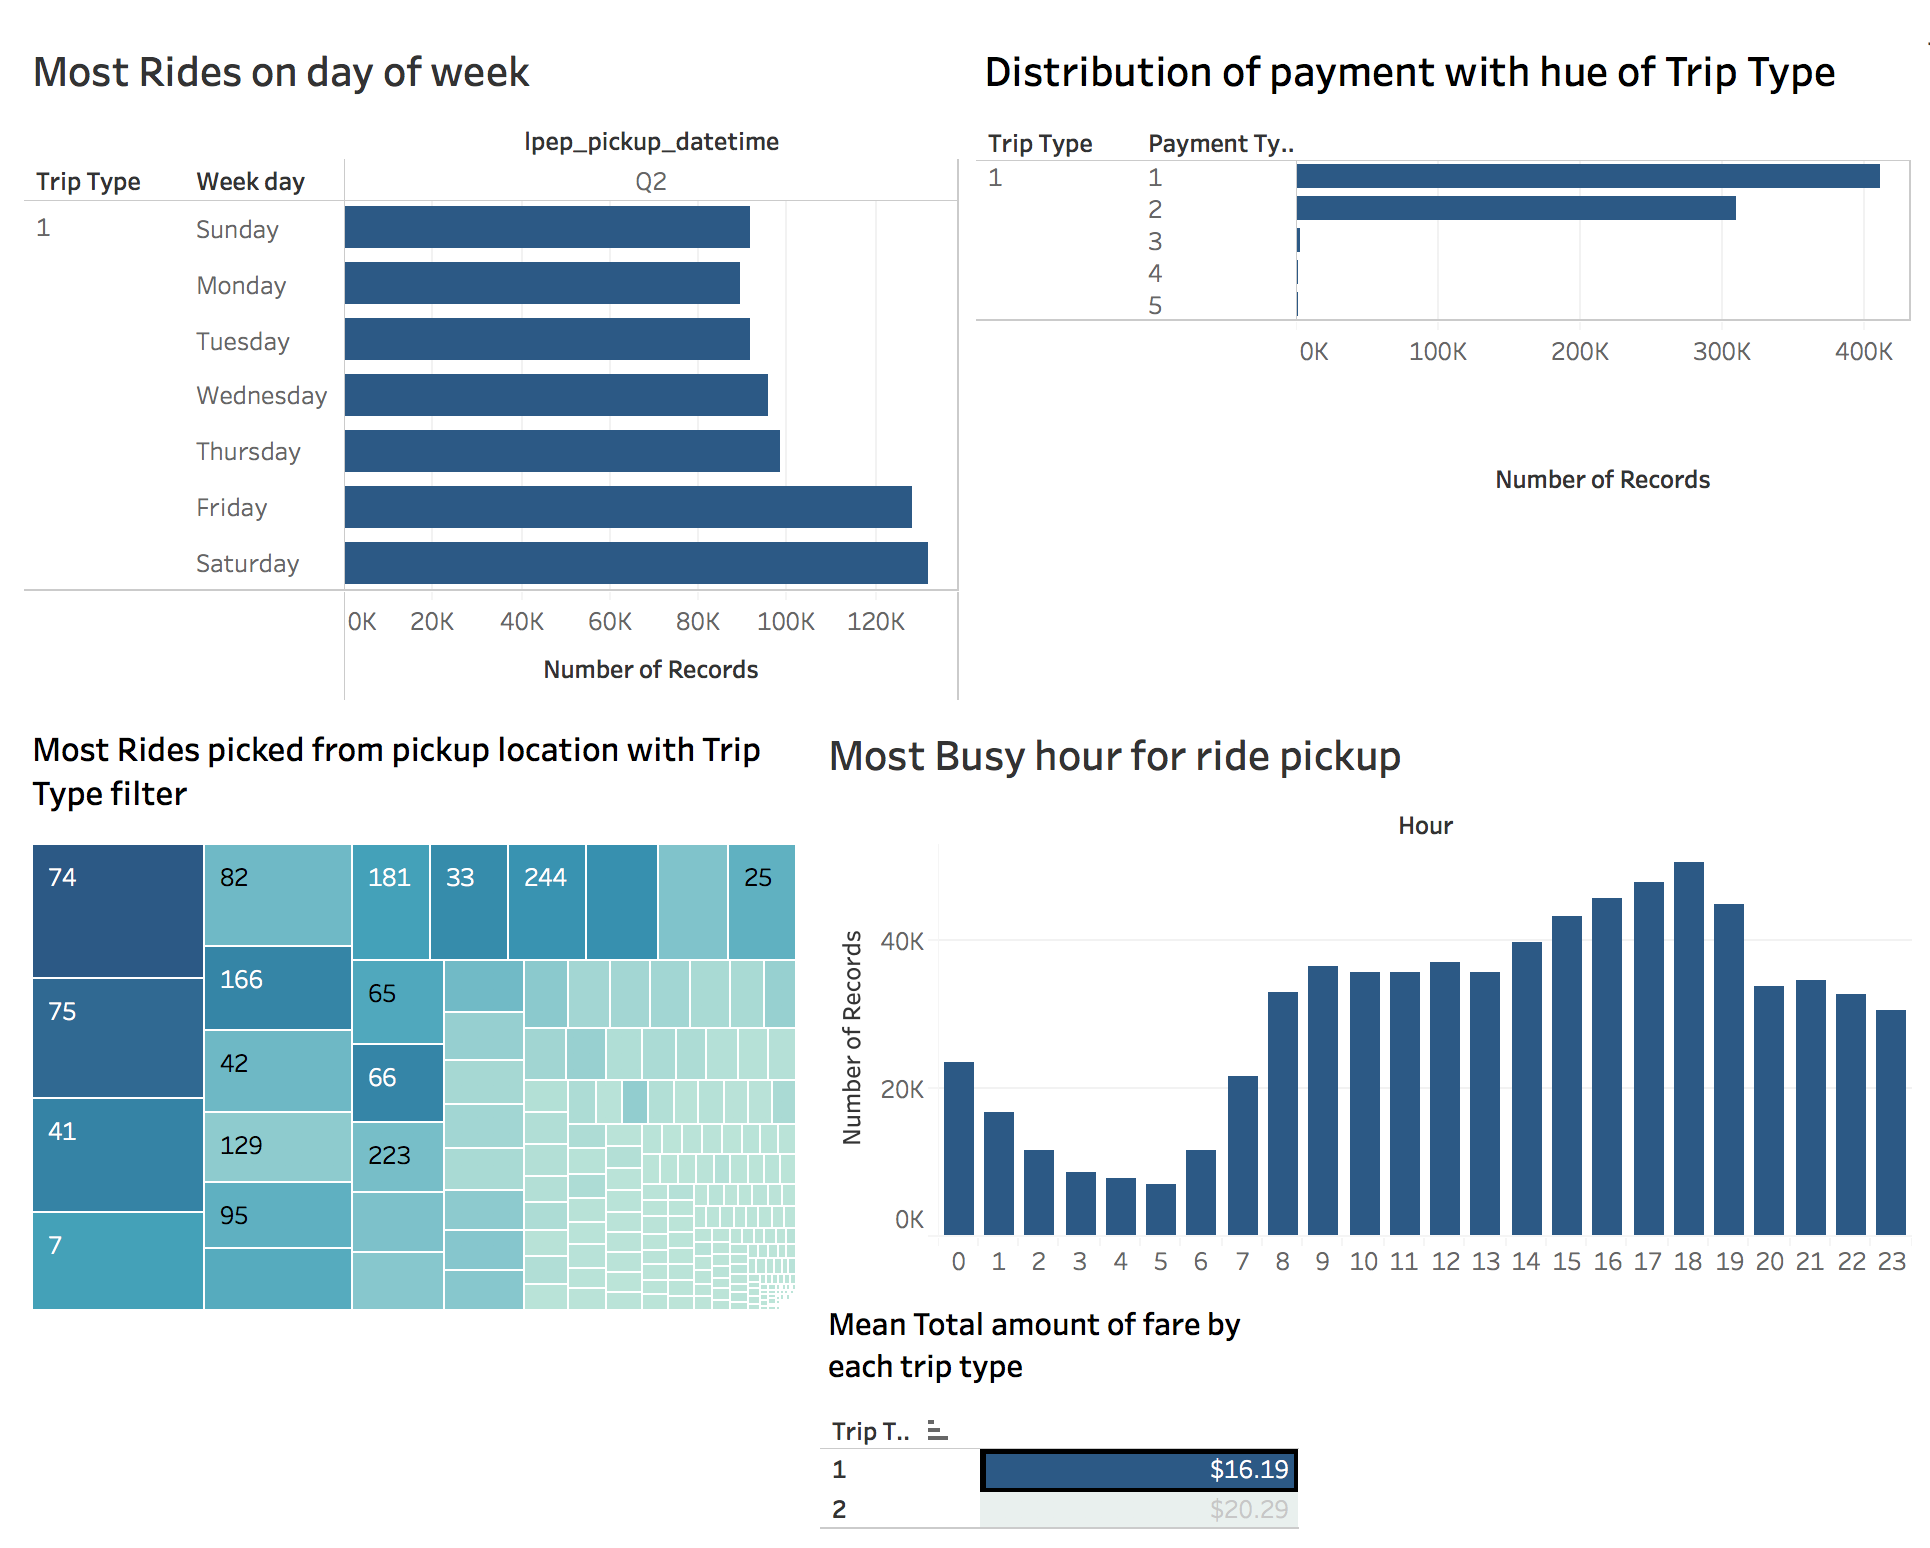 Most Rides on day of week
lpep_pickup_datetime
Trip Type Week day Q2
1 Sunday
Monday
Tuesday
Wednesday
Thursday
Friday
Saturday
0K 20K 40K 60K 80K 100K 120K
Number of Records
Distribution of payment with hue of Trip Type
Trip Type Payment Ty..
1 1
2
3
4
5
0K 100K 200K 300K 400K
Number of Records
Most Rides picked from pickup location with Trip
Type filter
74 82 181 33 244 25
166
65
75
42
66
41
129
223
95
7
Most Busy hour for ride pickup
Hour
Number of Records
40K
20K
0K
0 1 2 3 4 5 6 7 8 9 10 11 12 13 14 15 16 17 18 19 20 21 22 23
Mean Total amount of fare by
each trip type
Trip T..
1 $16.19
2 $20.29